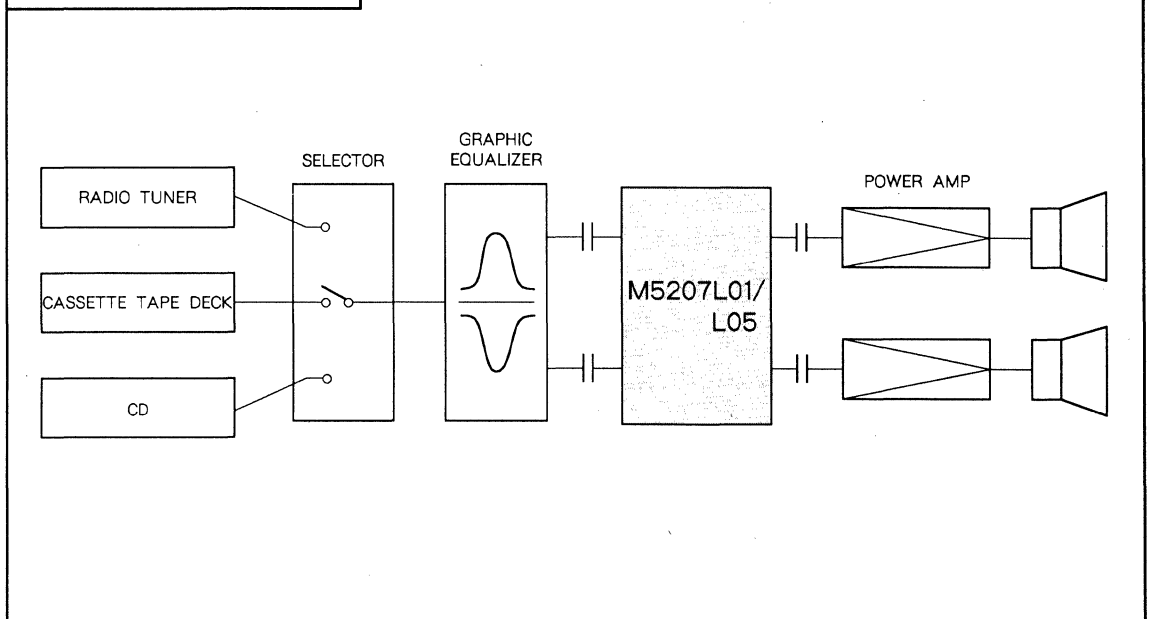 GRAPHIC
EQUALIZER
SELECTOR
POWER AMP
RADIO TUNER
CASSETTE TAPE DECK
CD
M5207L01/
L05